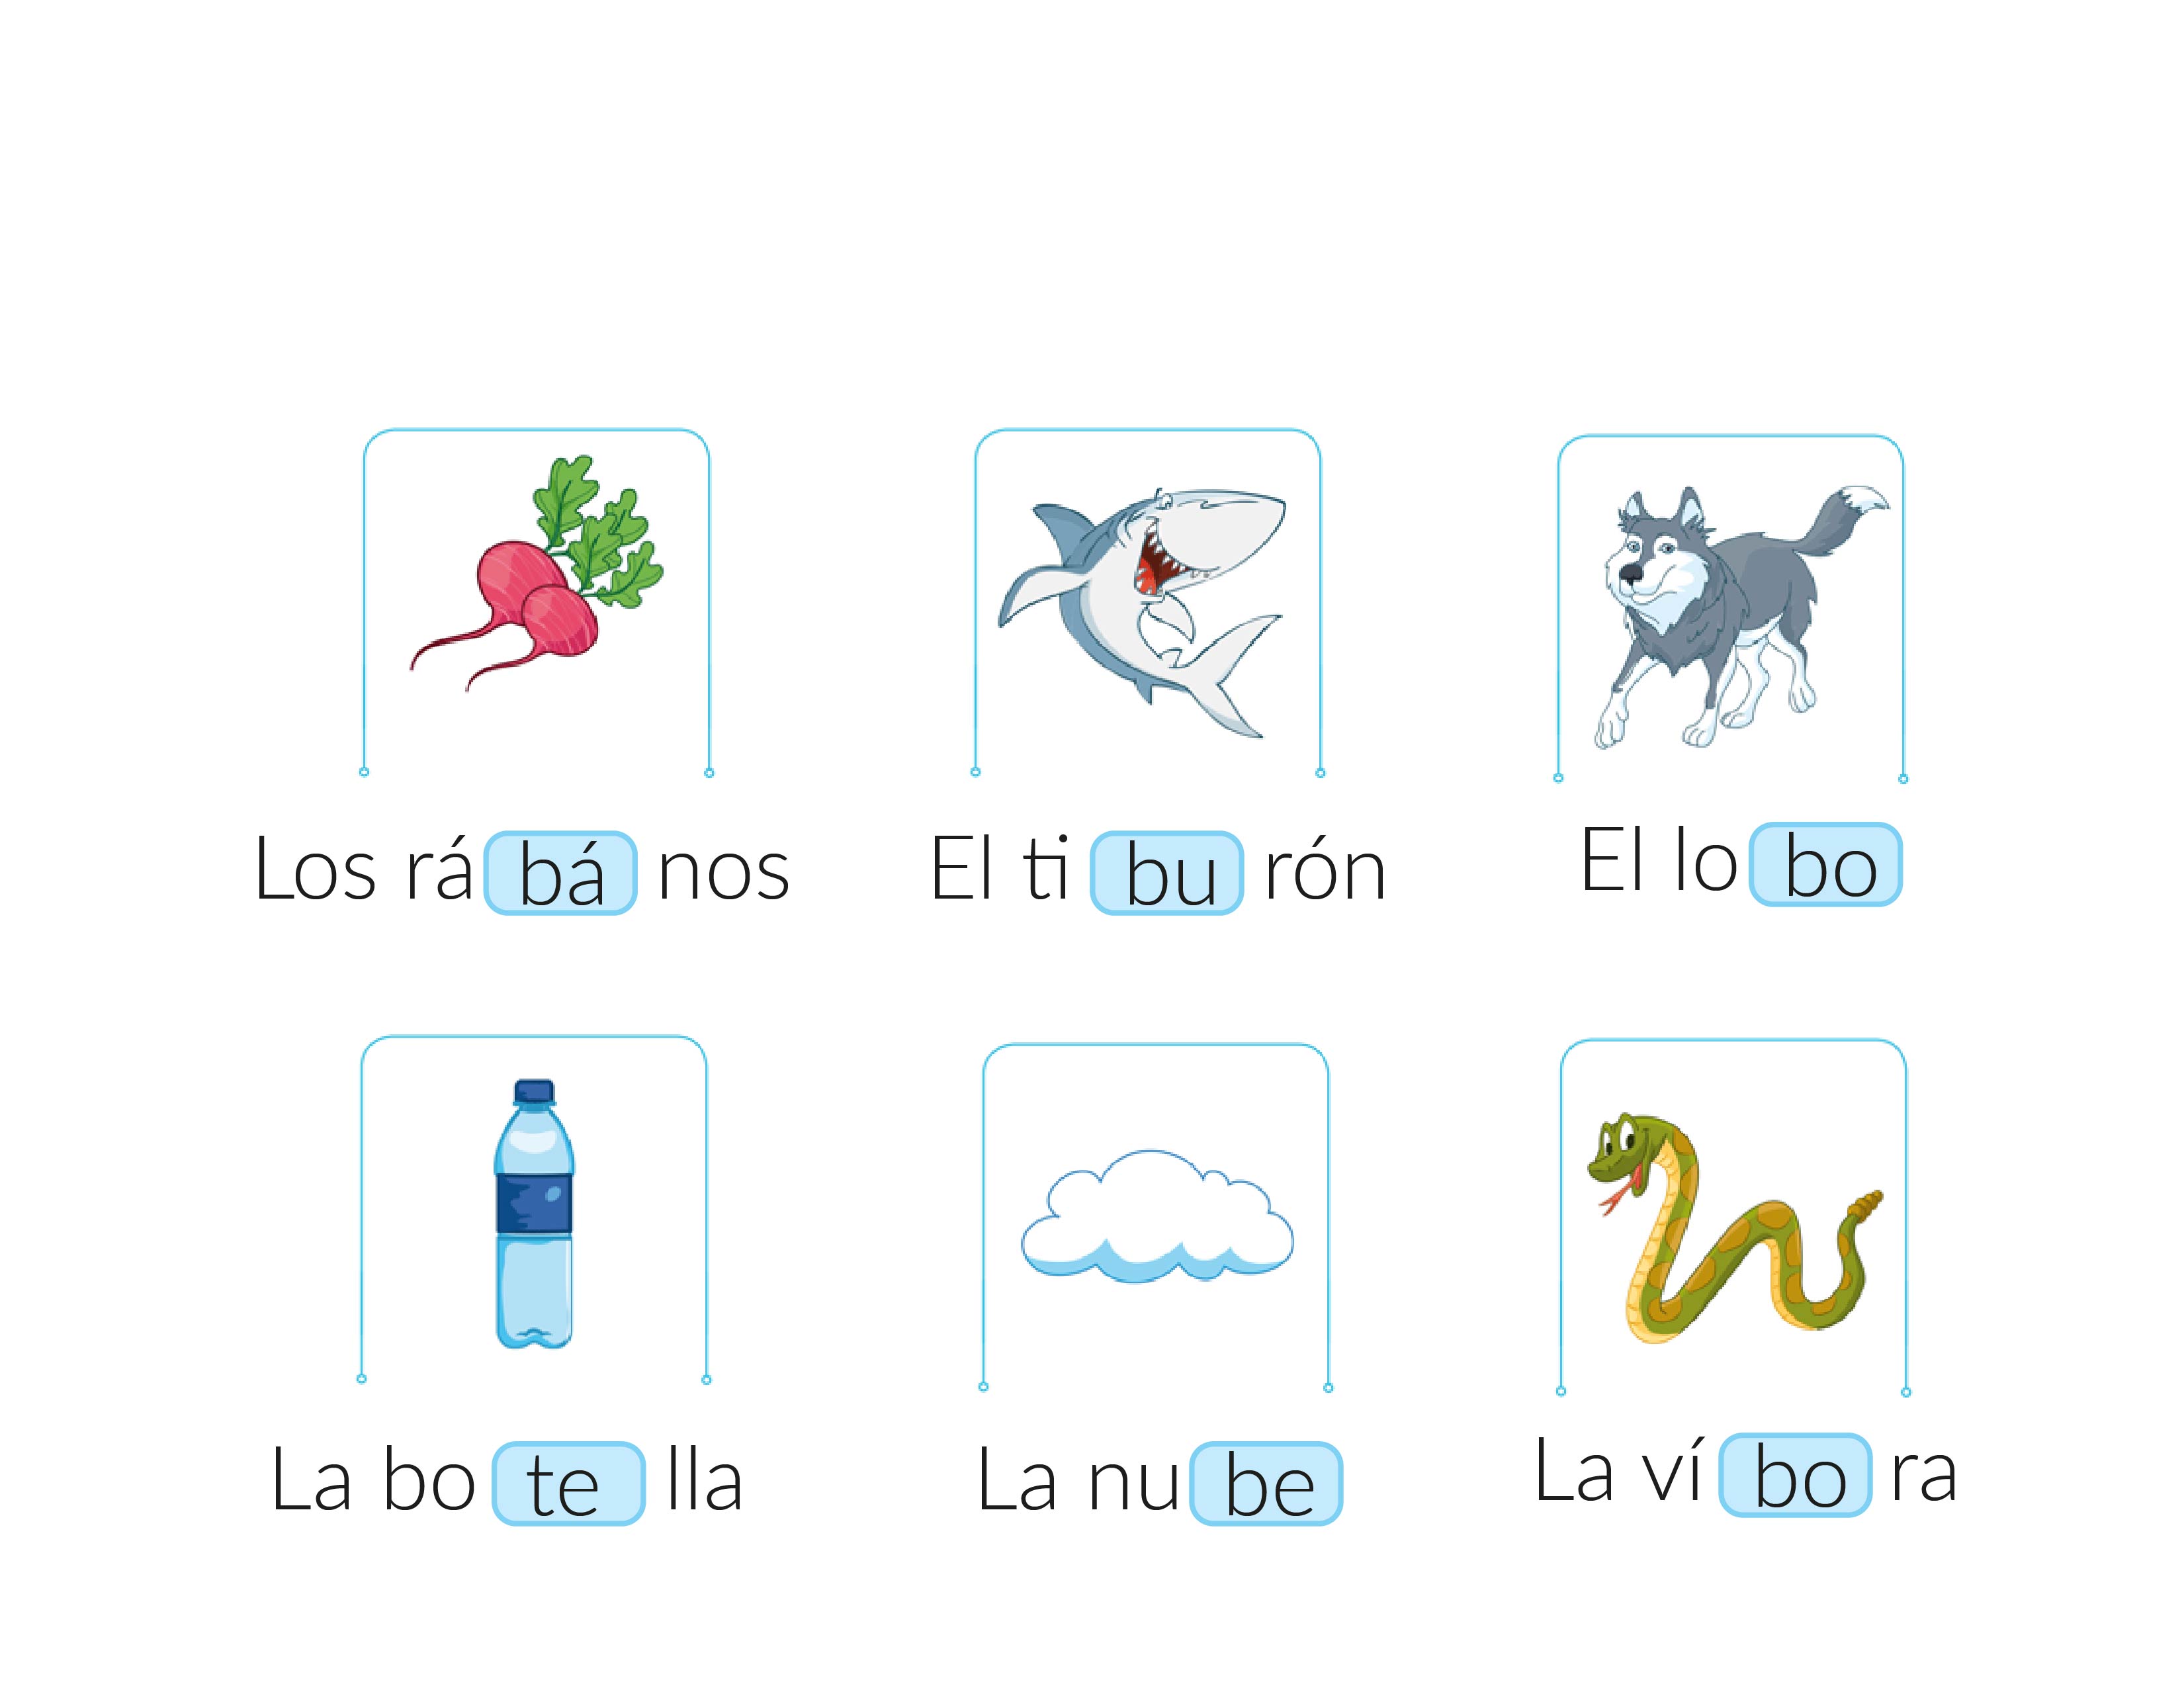 Los rá bá nos
El ti bu rón
El lo bo
La bo te lla
La nu be
La ví bo ra